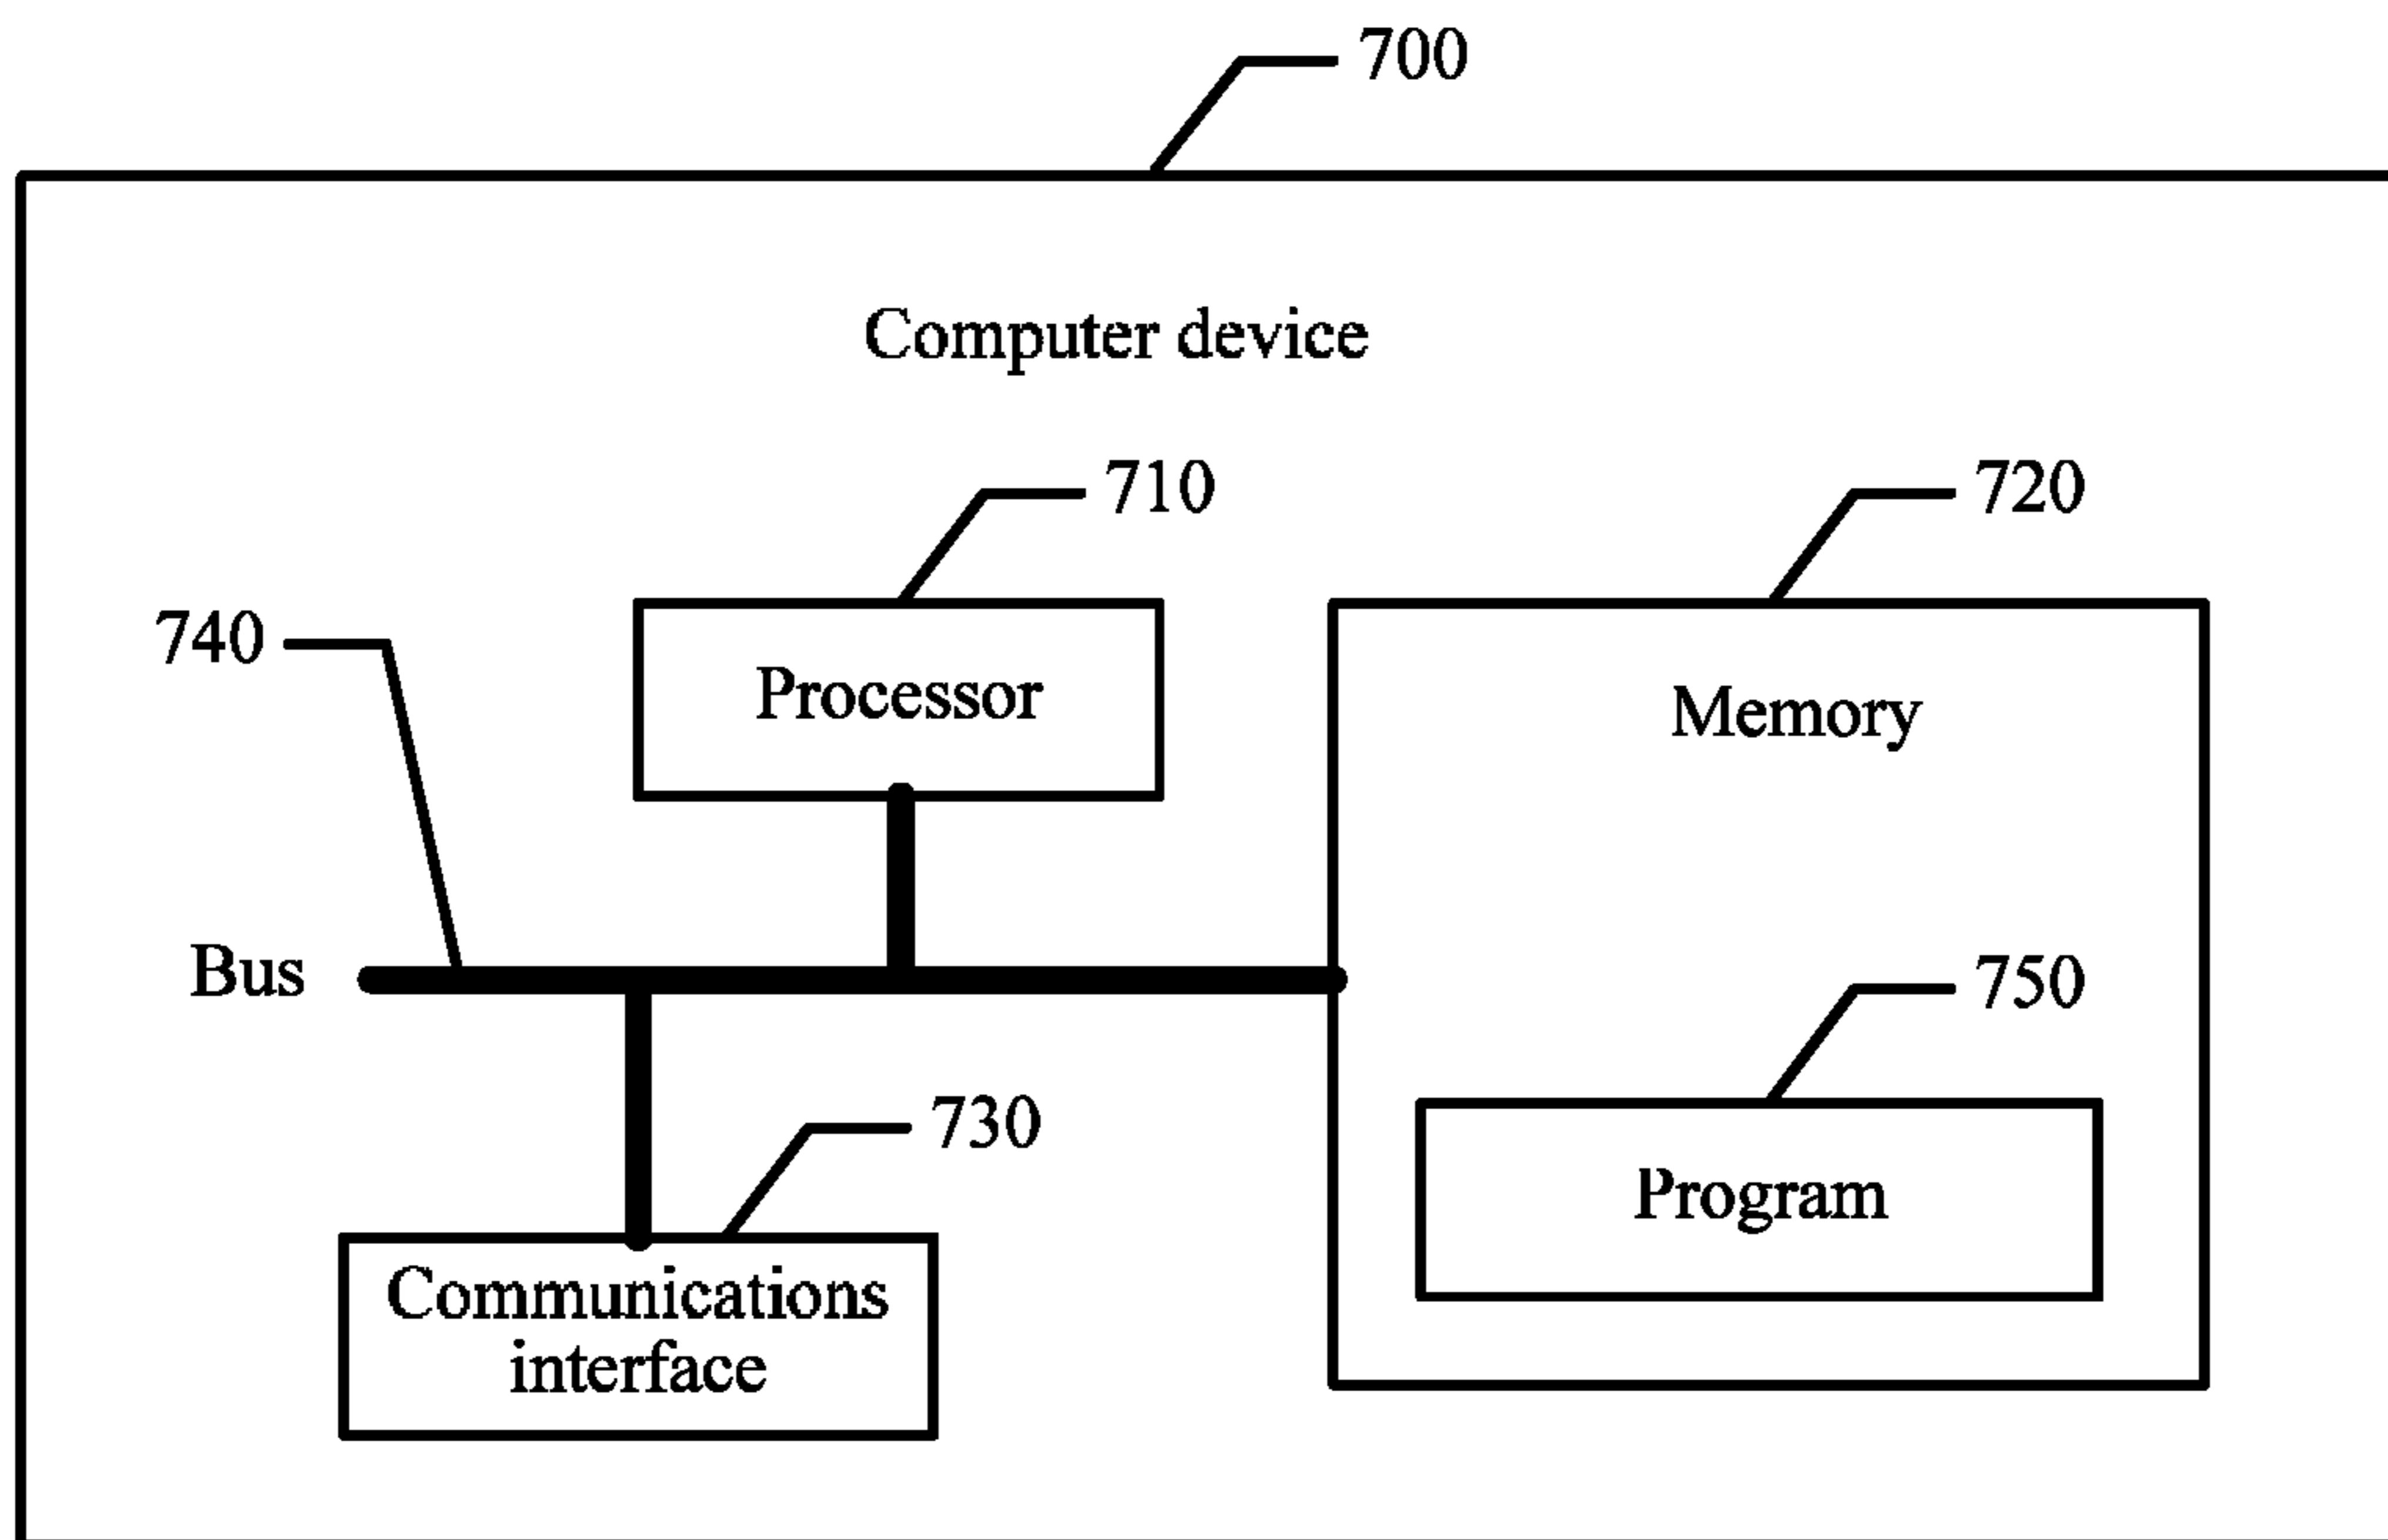 700
Computer device
710
720
740
Processor
Memory
Bus
750
730
Program
Communications
interface